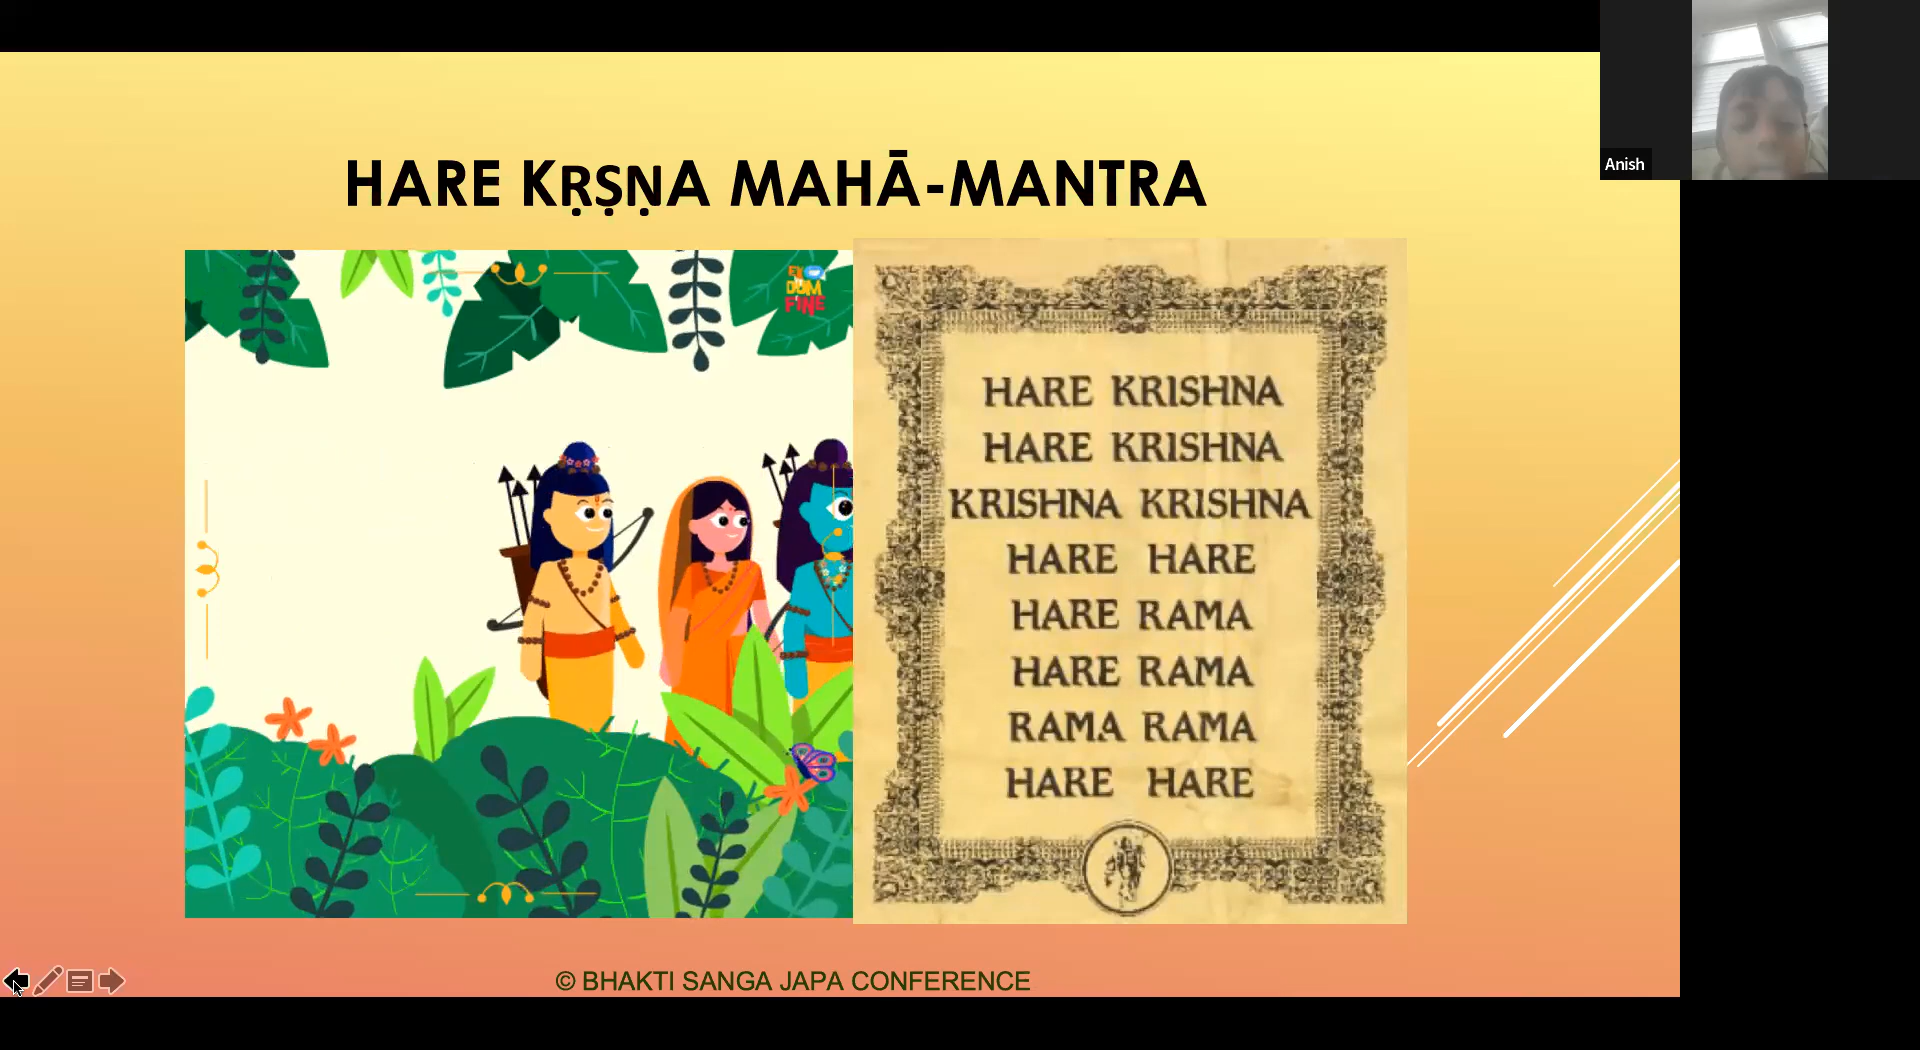 HARE KṚṢṆA MAHĀ-MANTRA
Anish
HARE KRISHNA
HARE KRISHNA
KRISHNA KRISHNA
HARE HARE
HARE RAMA
HARE RAMA
RAMA RAMA
HARE HARE
© BHAKTI SANGA JAPA CONFERENCE